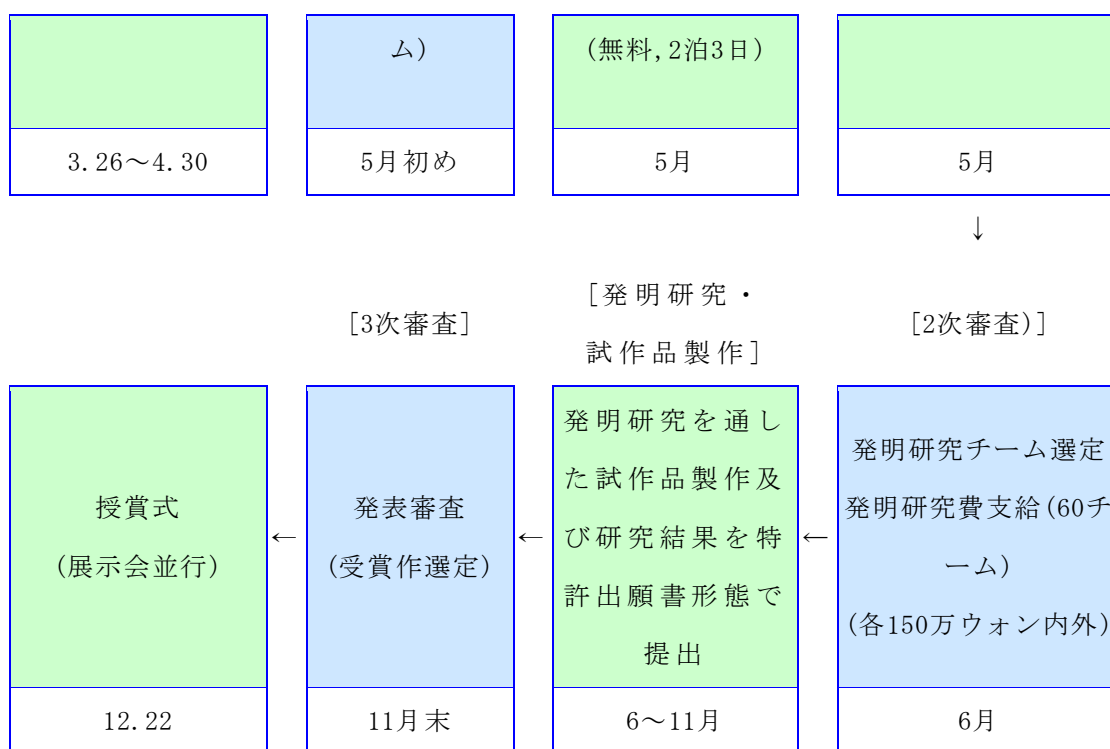 ム)
(無料,2泊3日)
3.26～4.30
5月初め
5月
5月
↓
[3次審査]
[発明研究・
試作品製作]
[2次審査)]
授賞式
(展示会並行)
←
発表審査
(受賞作選定)
←
発明研究を通し
た試作品製作及
び研究結果を特
許出願書形態で
提出
←
発明研究チーム選定
発明研究費支給(60チ
ーム)
(各150万ウォン内外)
12.22
11月末
6～11月
6月